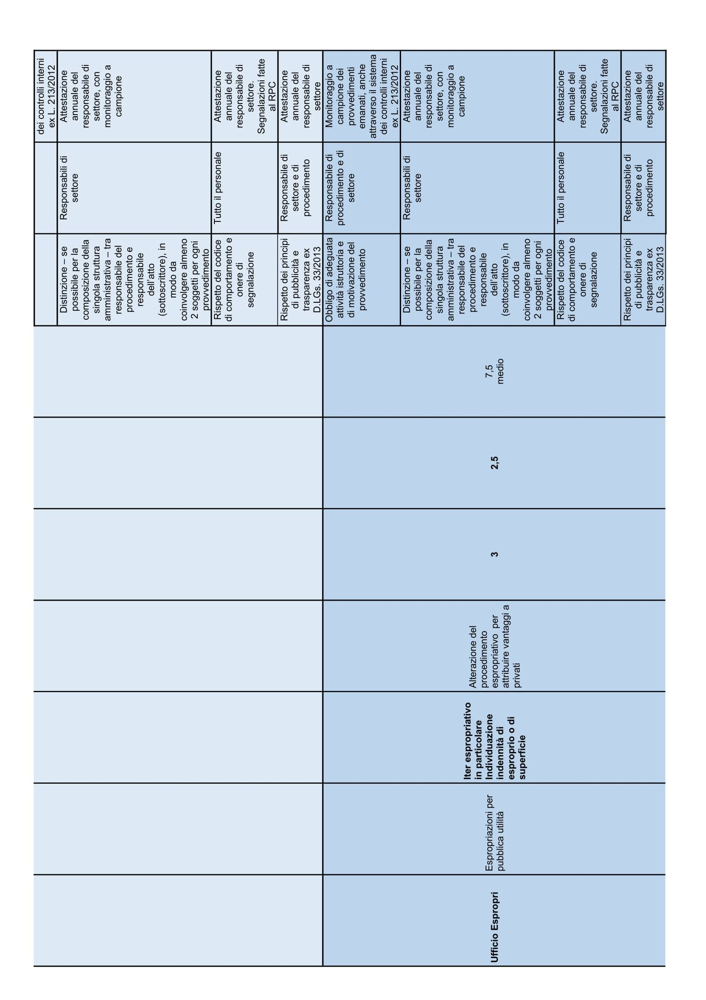 dei controlli interni
ex L. 213/2012
Distinzione – se
possibile per la
composizione della
singola struttura
amministrativa – tra
responsabile del
procedimento e
responsabile
dell'atto
(sottoscrittore), in
modo da
coinvolgere almeno
2 soggetti per ogni
provvedimento
Responsabili di
settore
Attestazione
annuale del
responsabile di
settore, con
monitoraggio a
campione
Rispetto del codice
di comportamento e
onere di
segnalazione
Tutto il personale
Attestazione
annuale del
responsabile di
settore.
Segnalazioni fatte
al RPC
Rispetto dei principi
di pubblicità e
trasparenza ex
D.LGs. 33/2013
Responsabile di
settore e di
procedimento
Attestazione
annuale del
responsabile di
settore
Ufficio Espropri
Espropriazioni per
pubblica utilità
Iter espropriativo
in particolare
Individuazione
indennità di
esproprio o di
superficie
Alterazione del
procedimento
espropriativo per
attribuire vantaggi a
privati
3
2,5
7,5
medio
Obbligo di adeguata
attività istruttoria e
di motivazione del
provvedimento
Responsabile di
procedimento e di
settore
Monitoraggio a
campione dei
provvedimenti
emanati, anche
attraverso il sistema
dei controlli interni
ex L. 213/2012
Distinzione – se
possibile per la
composizione della
singola struttura
amministrativa – tra
responsabile del
procedimento e
responsabile
dell'atto
(sottoscrittore), in
modo da
coinvolgere almeno
2 soggetti per ogni
provvedimento
Responsabili di
settore
Attestazione
annuale del
responsabile di
settore, con
monitoraggio a
campione
Rispetto del codice
di comportamento e
onere di
segnalazione
Tutto il personale
Attestazione
annuale del
responsabile di
settore.
Segnalazioni fatte
al RPC
Rispetto dei principi
di pubblicità e
trasparenza ex
D.LGs. 33/2013
Responsabile di
settore e di
procedimento
Attestazione
annuale del
responsabile di
settore